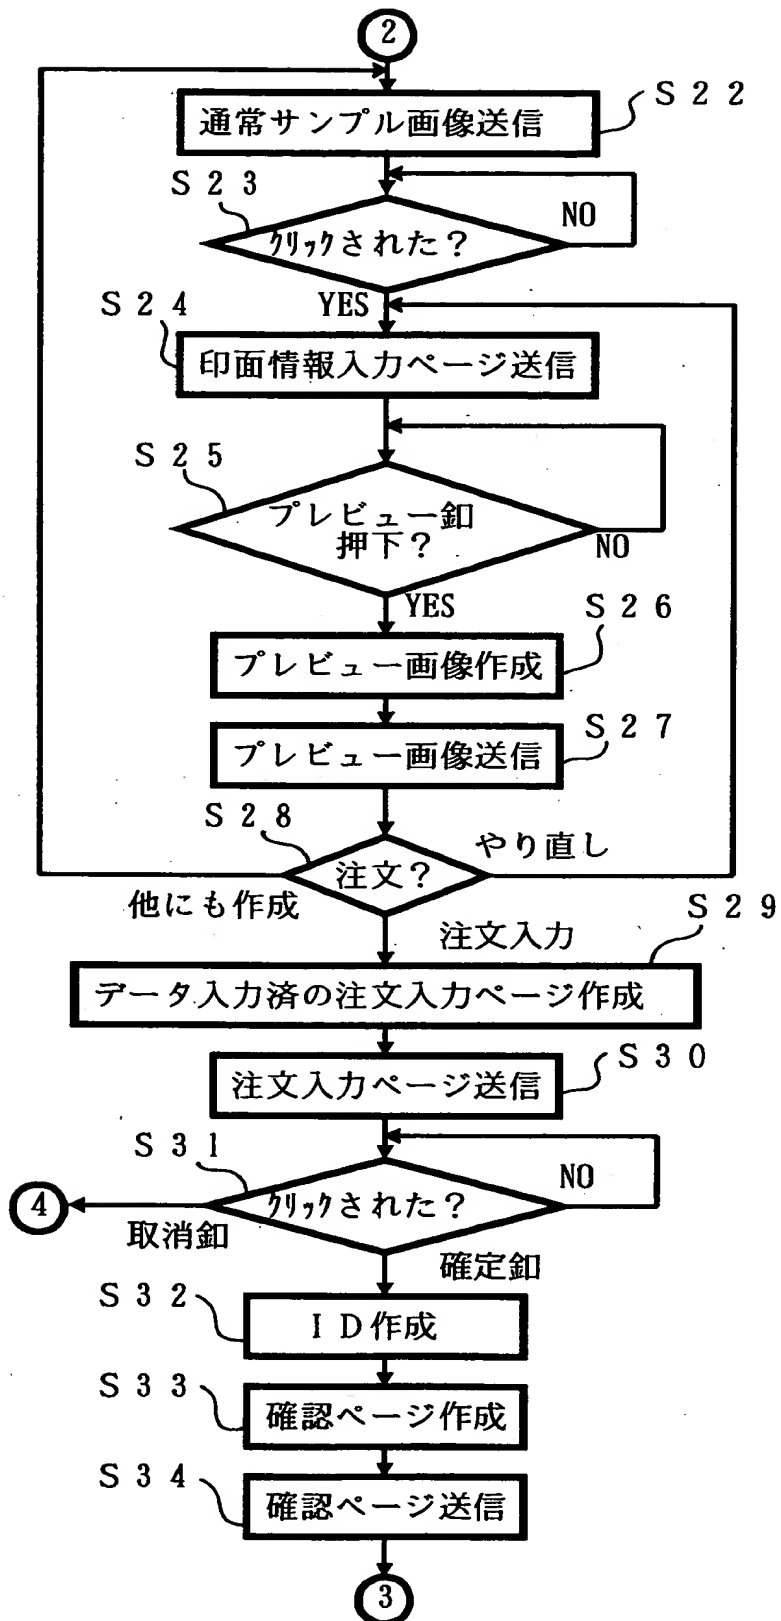 2
S22
通常サンプル画像送信
S23
クリックされた?
NO
YES
S24
印面情報入力ページ送信
S25
プレビュー釦
押下?
NO
YES
S26
プレビュー画像作成
S27
プレビュー画像送信
S28
注文?
やり直し
他にも作成
注文入力
S29
データ入力済の注文入力ページ作成
S30
注文入力ページ送信
S31
クリックされた?
NO
4
取消釦
確定釦
S32
ID作成
S33
確認ページ作成
S34
確認ページ送信
3